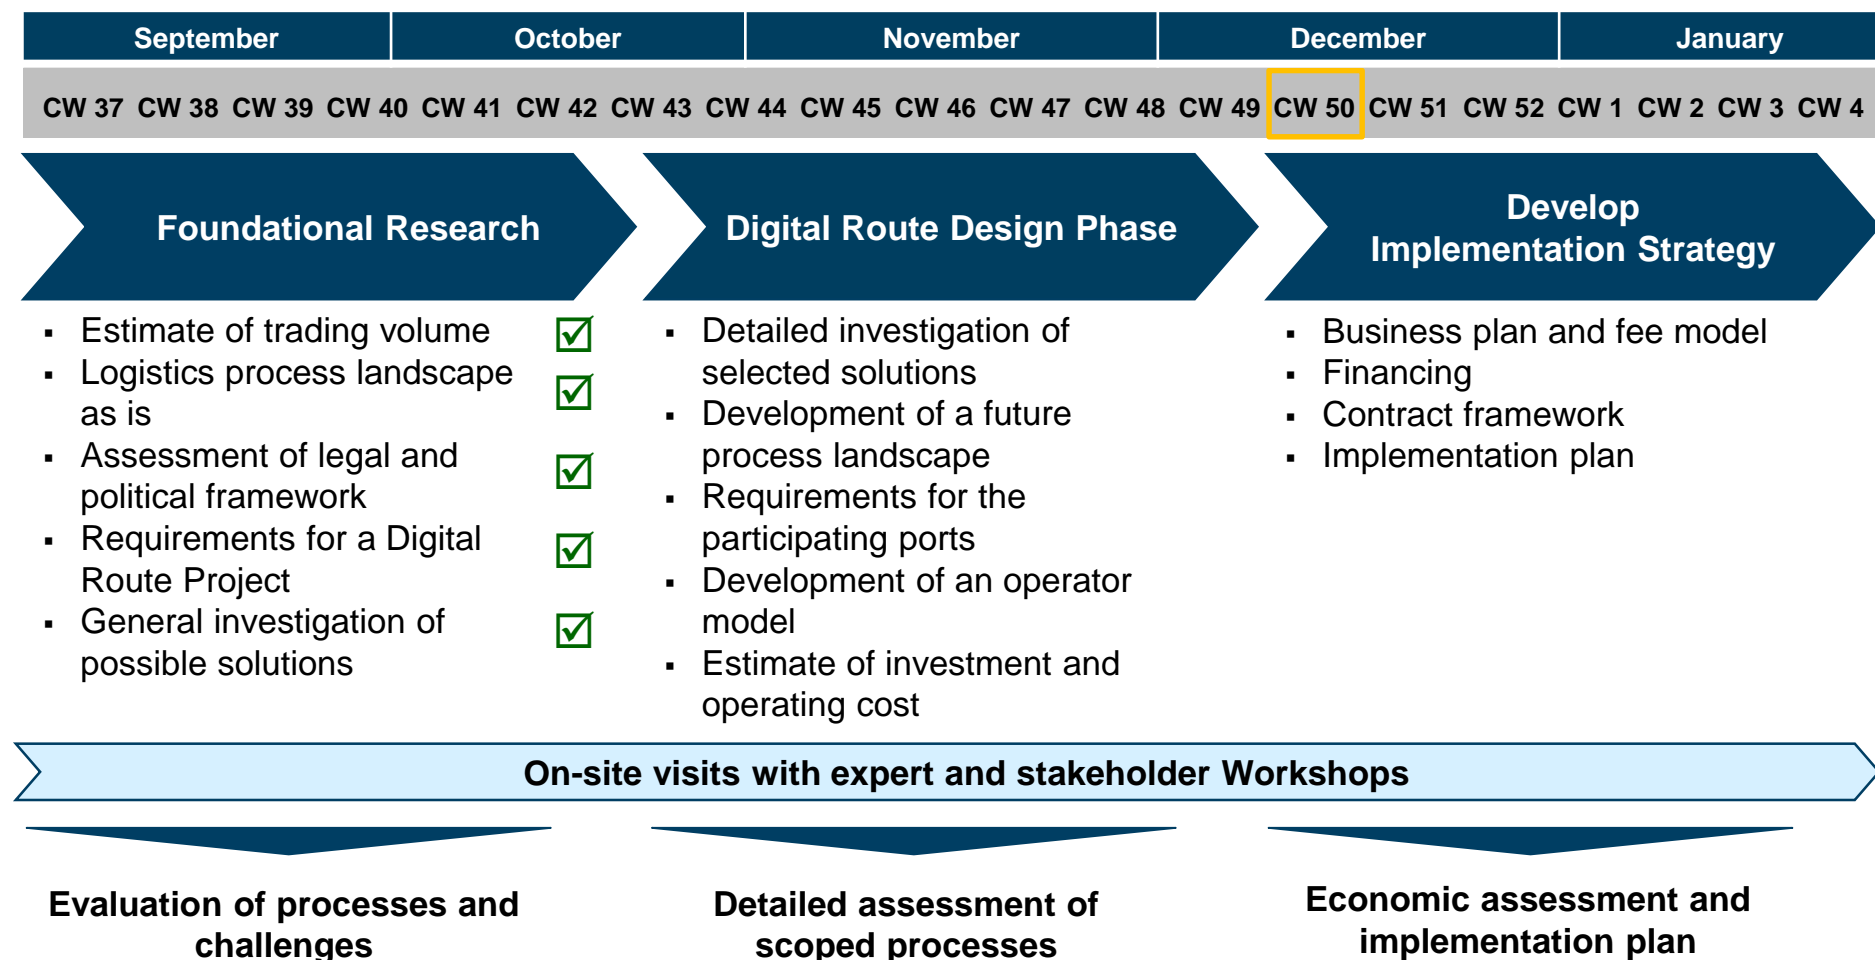 September October November December January
CW 37 CW 38 CW 39 CW 40 CW 41 CW 42 CW 43 CW 44 CW 45 CW 46 CW 47 CW 48 CW 49 CW 50 CW 51 CW 52 CW 1 CW 2 CW 3 CW 4
Foundational Research
▪ Estimate of trading volume
▪ Logistics process landscape
as is
▪ Assessment of legal and
political framework
▪ Requirements for a Digital
Route Project
▪ General investigation of
possible solutions
Digital Route Design Phase
▪ Detailed investigation of
selected solutions
▪ Development of a future
process landscape
▪ Requirements for the
participating ports
▪ Development of an operator
model
▪ Estimate of investment and
operating cost
Develop
Implementation Strategy
▪ Business plan and fee model
▪ Financing
▪ Contract framework
▪ Implementation plan
On-site visits with expert and stakeholder Workshops
Evaluation of processes and
challenges
Detailed assessment of
scoped processes
Economic assessment and
implementation plan